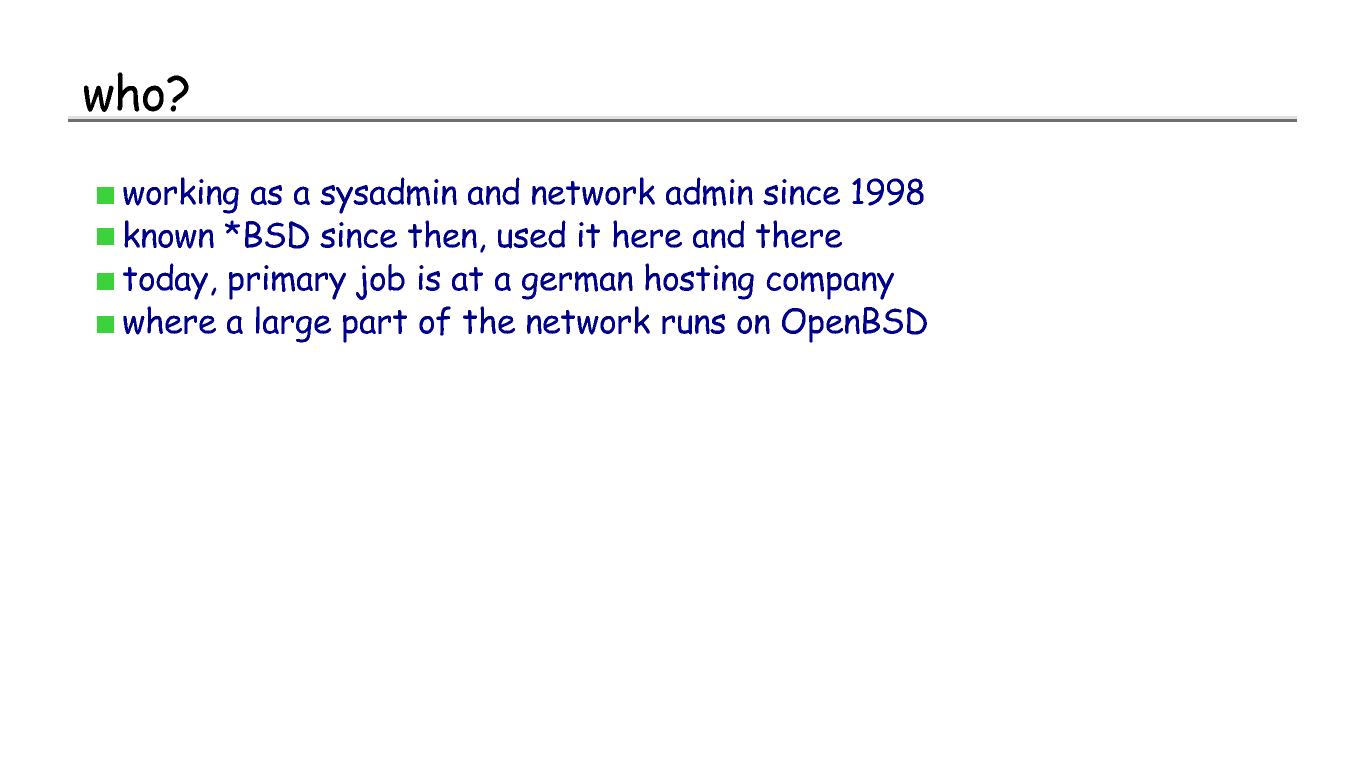 who?
working as a sysadmin and network admin since 1998
known *BSD since then, used it here and there
today, primary job is at a german hosting company
where a large part of the network runs on OpenBSD